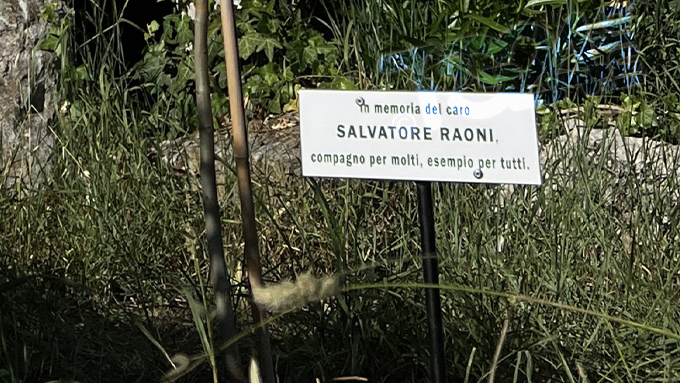 in memoria del caro
SALVATORE RAONI,
compagno per molti, esempio per tutti.